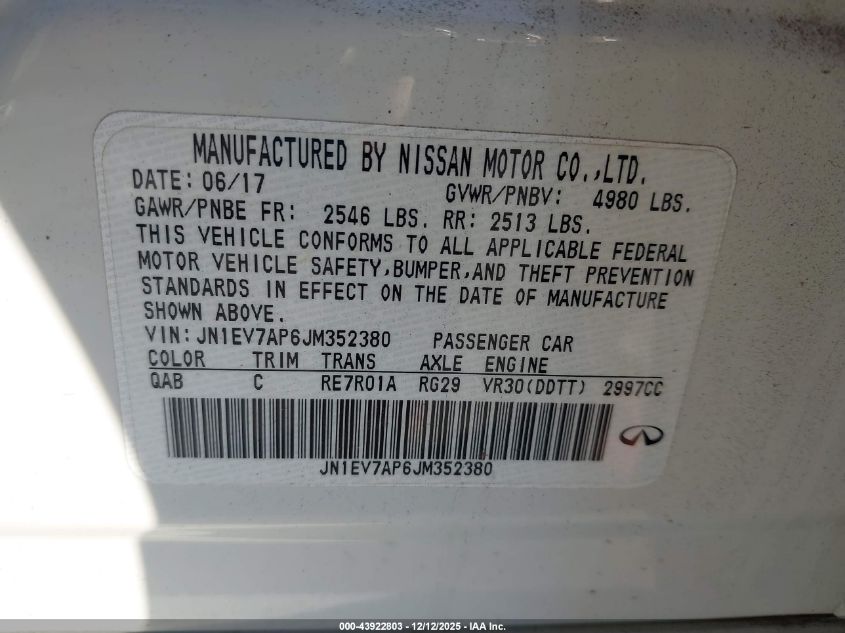 MANUFACTURED BY NISSAN MOTOR CO.,LTD.
DATE: 06/17 GVWR/PNBV: 4980 LBS.
GAWR/PNBE FR: 2546 LBS. RR: 2513 LBS.
THIS VEHICLE CONFORMS TO ALL APPLICABLE FEDERAL
MOTOR VEHICLE SAFETY,BUMPER,AND THEFT PREVENTION
STANDARDS IN EFFECT ON THE DATE OF MANUFACTURE
SHOWN ABOVE.
VIN: JN1EV7AP6JM352380 PASSENGER CAR
COLOR TRIM TRANS AXLE ENGINE
QAB C RE7R01A RG29 VR30(DDTT) 2997CC
JN1EV7AP6JM352380
000-43922803 - 12/12/2025 - IAA Inc.